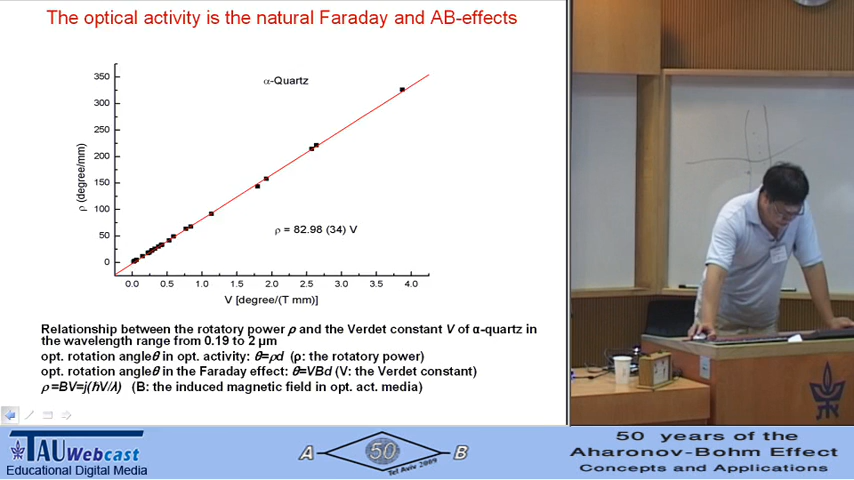 The optical activity is the natural Faraday and AB-effects
α-Quartz
350
300
250
200
150
100
50
0
ρ (degree/mm)
ρ = 82.98 (34) V
0.0 0.5 1.0 1.5 2.0 2.5 3.0 3.5 4.0
V [degree/(T mm)]
Relationship between the rotatory power ρ and the Verdet constant V of α-quartz in
the wavelength range from 0.19 to 2 μm
opt. rotation angleθ in opt. activity: θ=ρd (ρ: the rotatory power)
opt. rotation angleθ in the Faraday effect: θ=VBd (V: the Verdet constant)
ρ =BV=j(ℏV/λ) (B: the induced magnetic field in opt. act. media)
TAU Webcast
Educational Digital Media
A 50 B
Tel Aviv 2009
50 years of the
Aharonov-Bohm Effect
Concepts and Applications